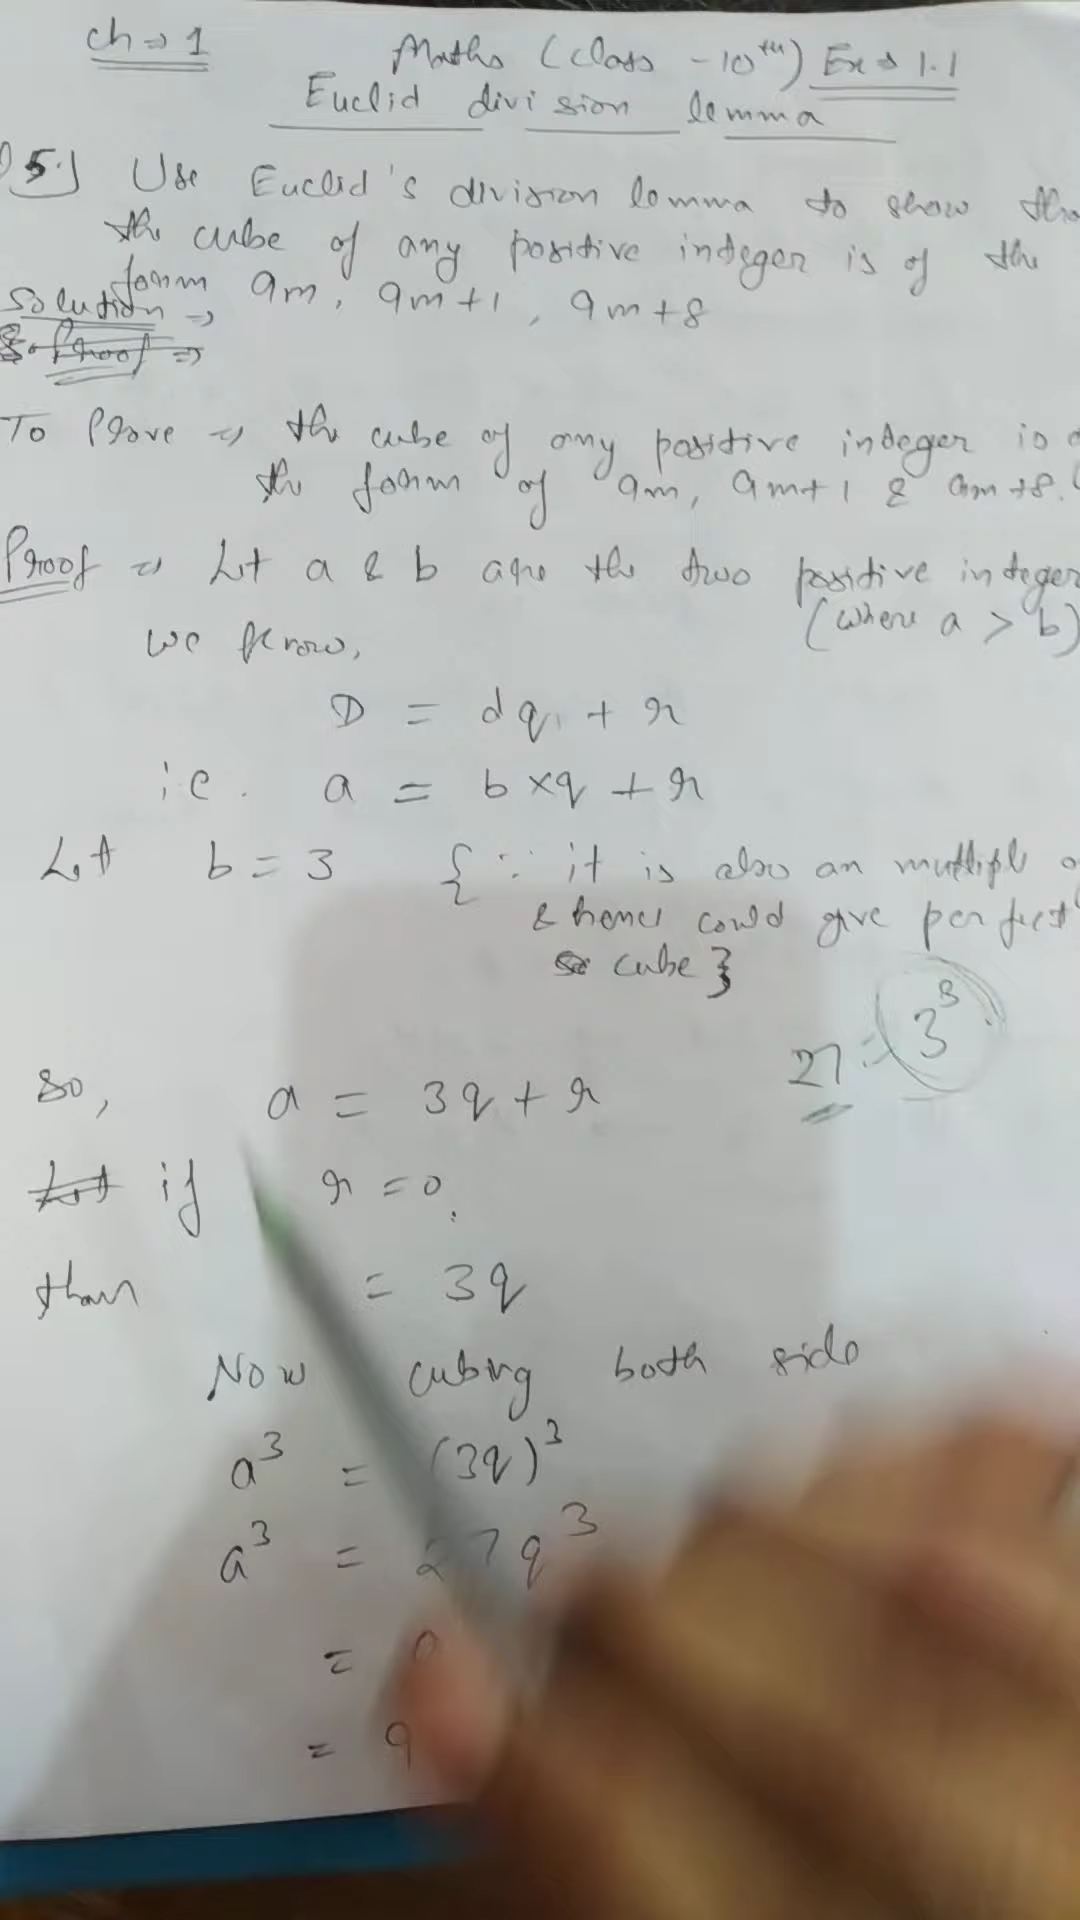 ch ⇒ 1
Maths (class - 10th) Ex ⇒ 1.1
Euclid division lemma
5.) Use Euclid's division lemma to show
the cube of any positive integer is of the
form 9m, 9m+1, 9m+8
Solution ⇒
Proof ⇒
To Prove ⇒ the cube of any positive integer is
the form of 9m, 9m+1 & 9m+8.
Proof ⇒ Let a & b are the two positive integer
(where a > b)
we know,
D = dq + r
i.e. a = b×q + r
Let b = 3 {∵ it is also an multiple
& hence could give perfect
cube}
27 = 3³
So, a = 3q + r
Let if r = 0
then = 3q
Now cubing both side
a³ = (3q)³
a³ = 27q³
=
= 9